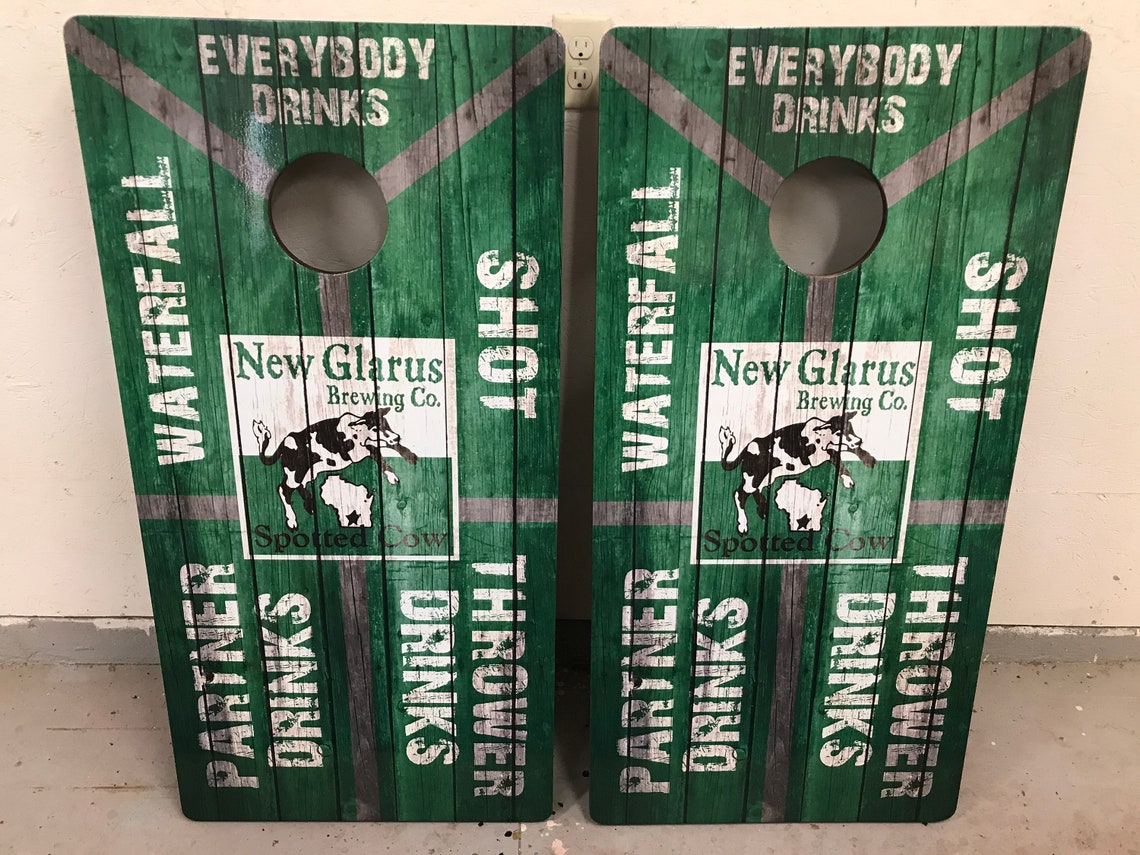 EVERYBODY
DRINKS
WATERFALL
SHOT
New Glarus
Brewing Co.
Spotted Cow
PARTNER
DRINKS
DRINKS
THROWER
EVERYBODY
DRINKS
WATERFALL
SHOT
New Glarus
Brewing Co.
Spotted Cow
PARTNER
DRINKS
DRINKS
THROWER